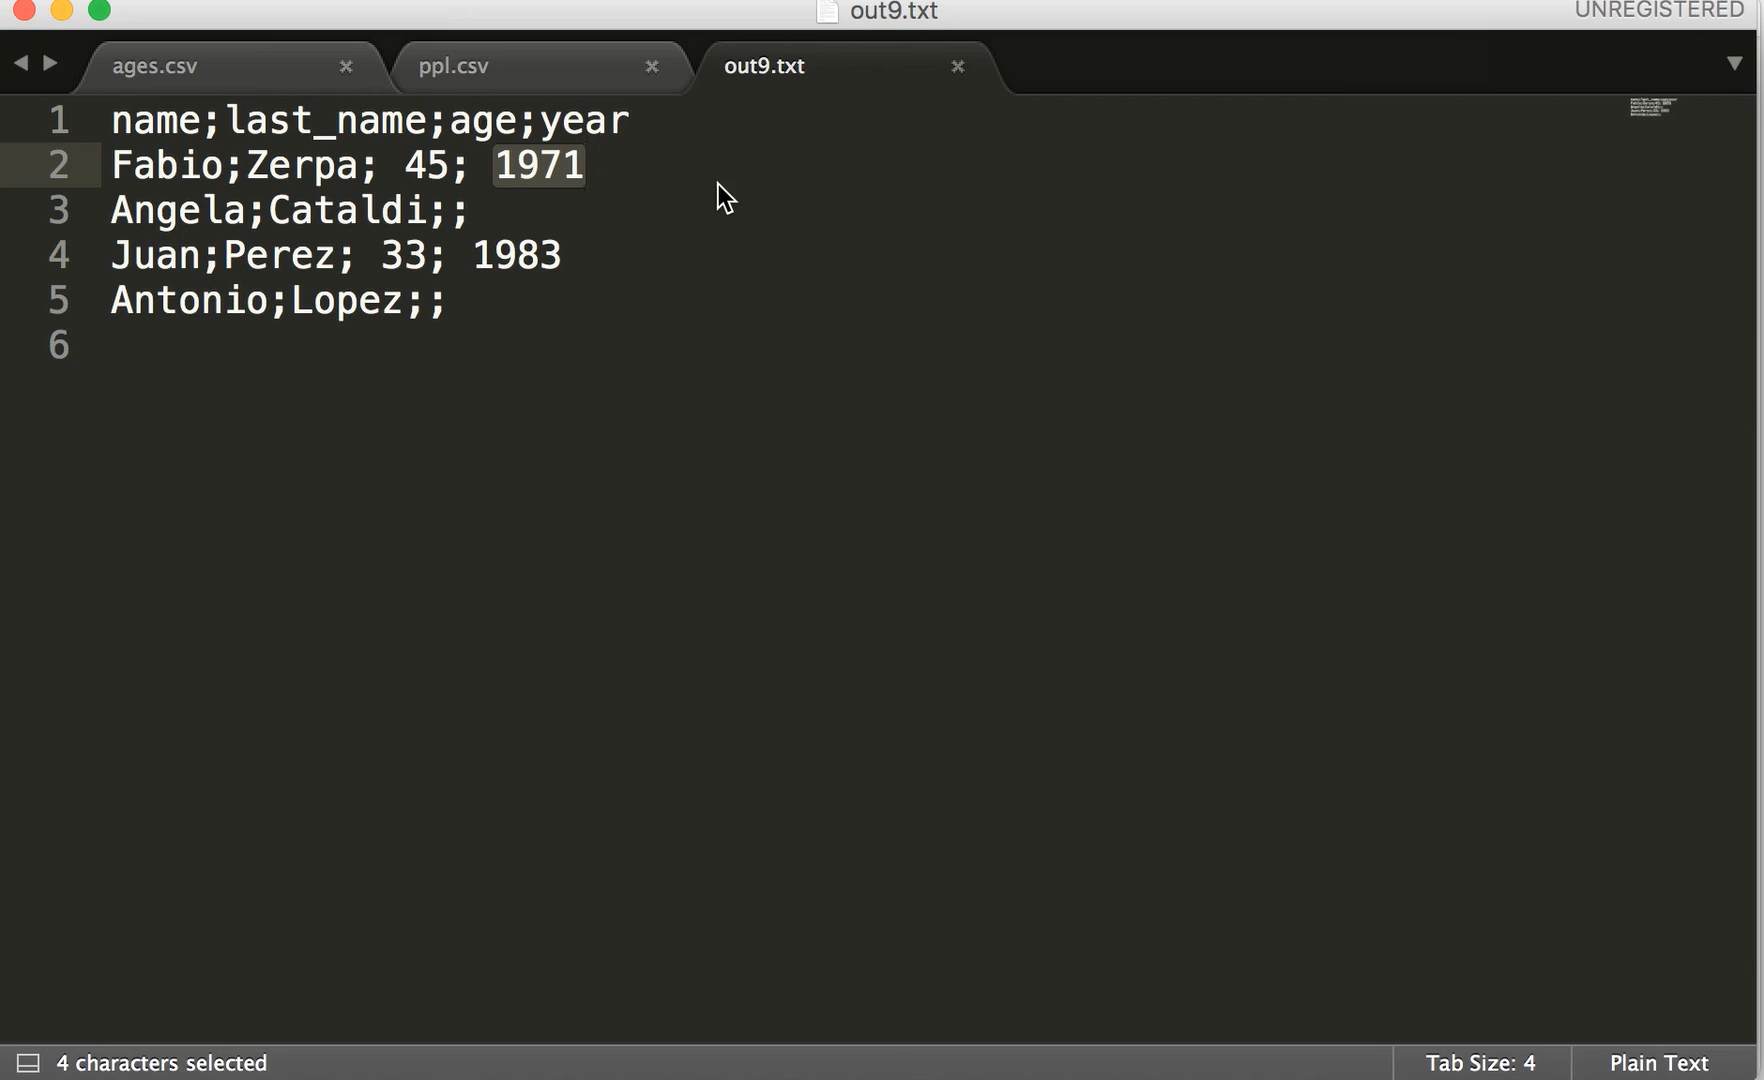 out9.txt
UNREGISTERED
ages.csv
ppl.csv
out9.txt
1 name;last_name;age;year
2 Fabio;Zerpa; 45; 1971
3 Angela;Cataldi;;
4 Juan;Perez; 33; 1983
5 Antonio;Lopez;;
6
4 characters selected
Tab Size: 4
Plain Text